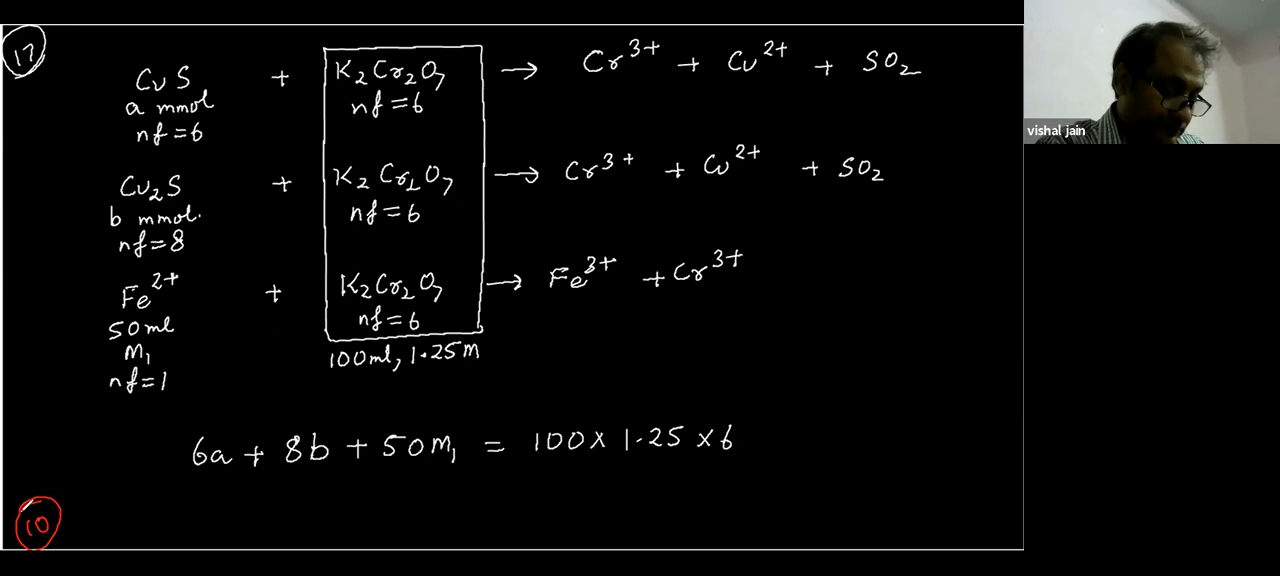 17
CuS + K2Cr2O7 → Cr3+ + Cu2+ + SO2
a mmol nf=6
nf=6
Cu2S + K2Cr2O7 → Cr3+ + Cu2+ + SO2
b mmol. nf=6
nf=8
Fe2+ + K2Cr2O7 → Fe3+ + Cr3+
50ml nf=6
M1 100ml, 1.25M
nf=1
6a + 8b + 50M1 = 100 x 1.25 x 6
10
vishal jain